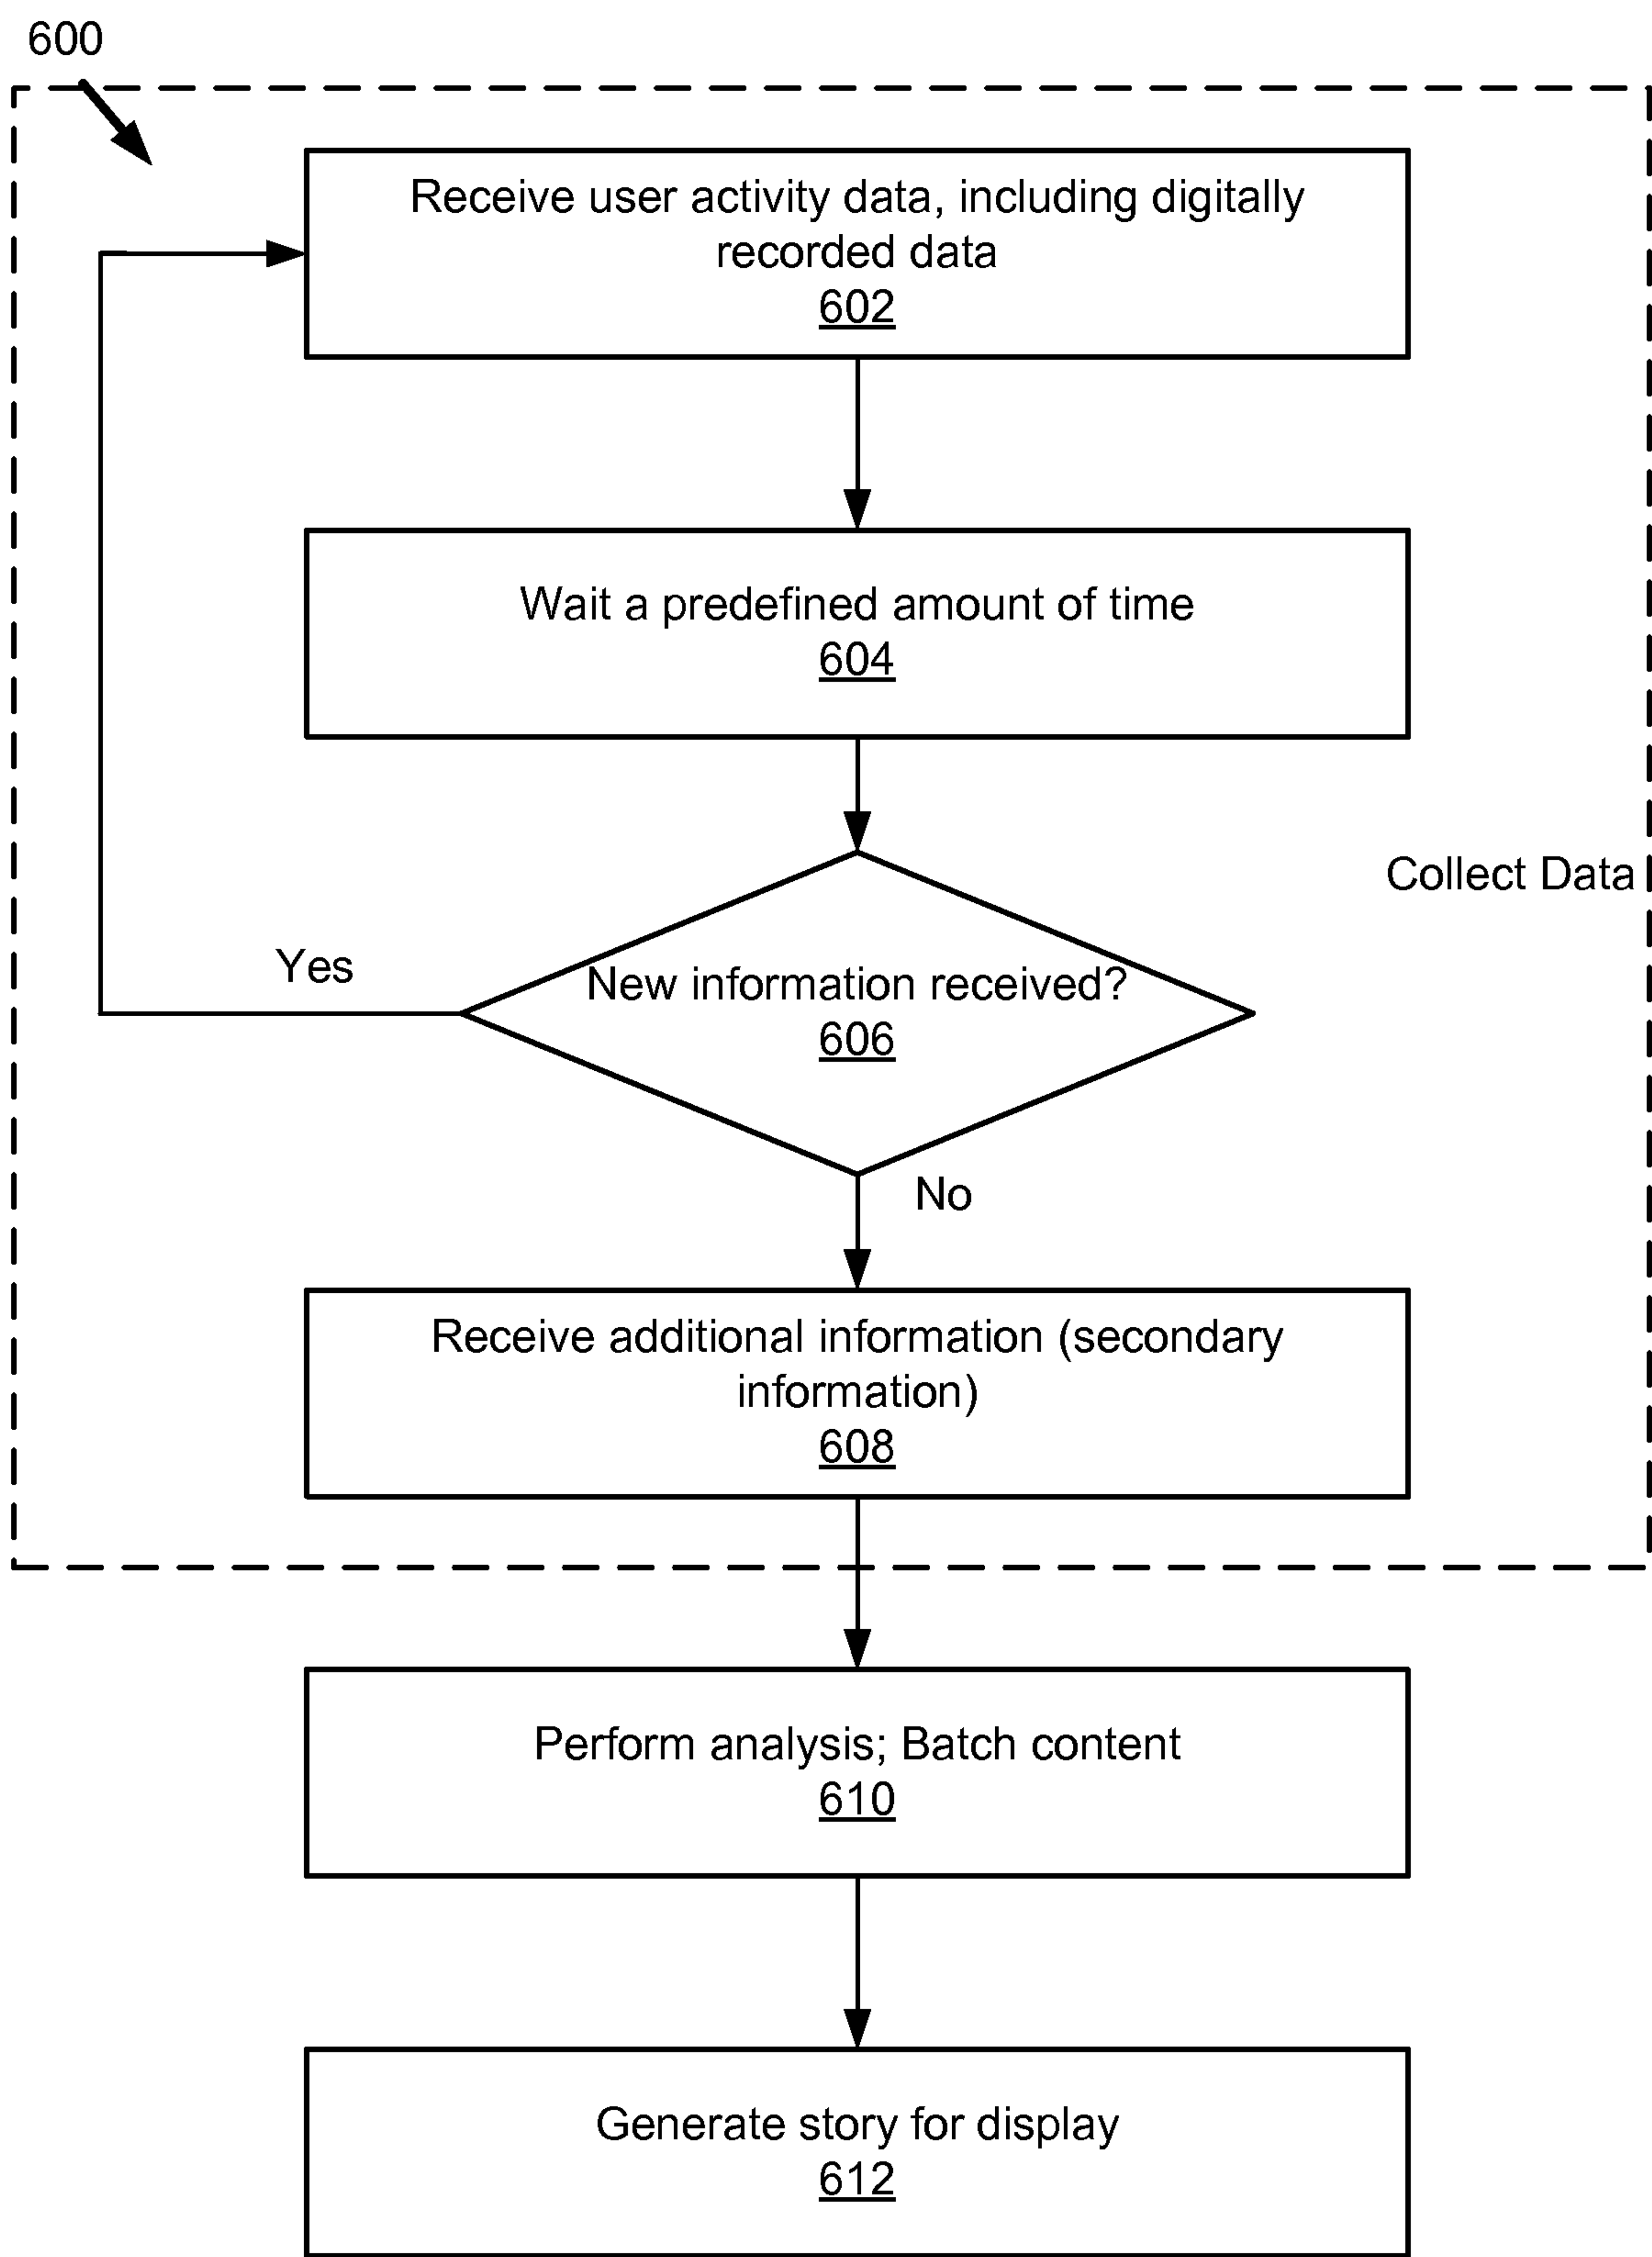 600
Receive user activity data, including digitally
recorded data
602
Wait a predefined amount of time
604
Collect Data
Yes
New information received?
606
No
Receive additional information (secondary
information)
608
Perform analysis; Batch content
610
Generate story for display
612